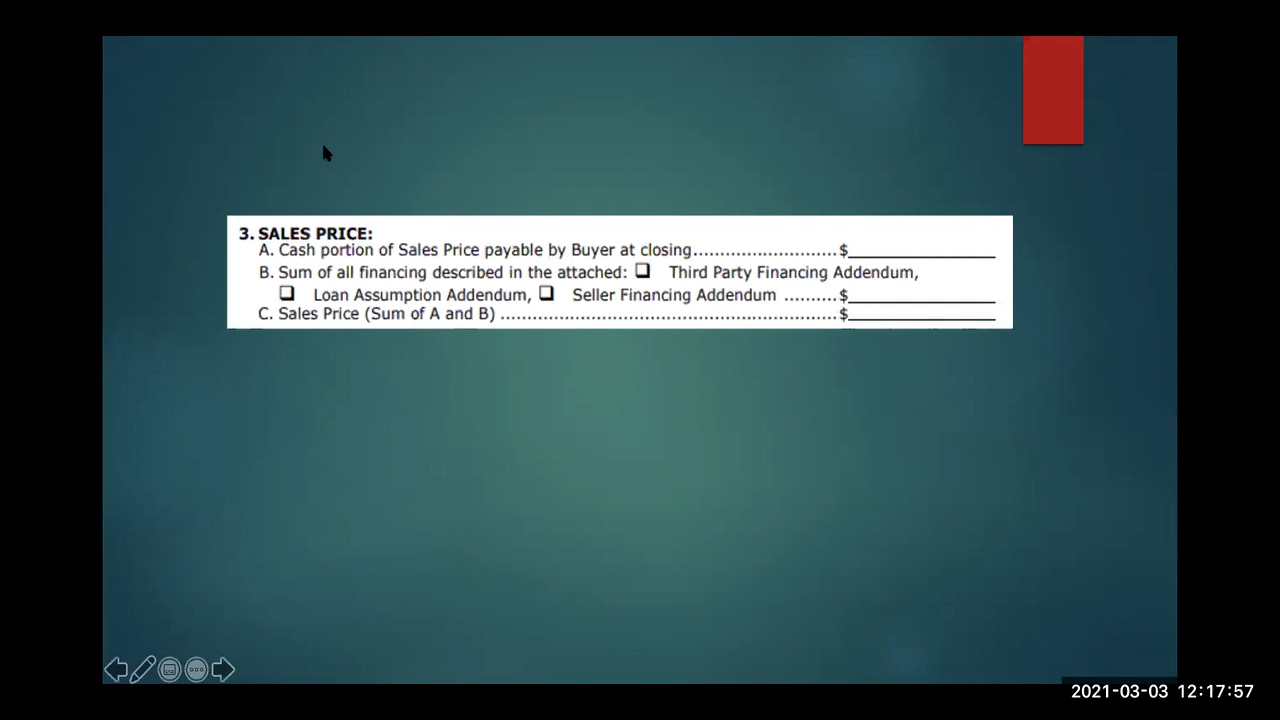 3. SALES PRICE:
A. Cash portion of Sales Price payable by Buyer at closing...........................$
B. Sum of all financing described in the attached: ❑ Third Party Financing Addendum,
❑ Loan Assumption Addendum, ❑ Seller Financing Addendum ..........$
C. Sales Price (Sum of A and B) ...............................................................$
2021-03-03 12:17:57